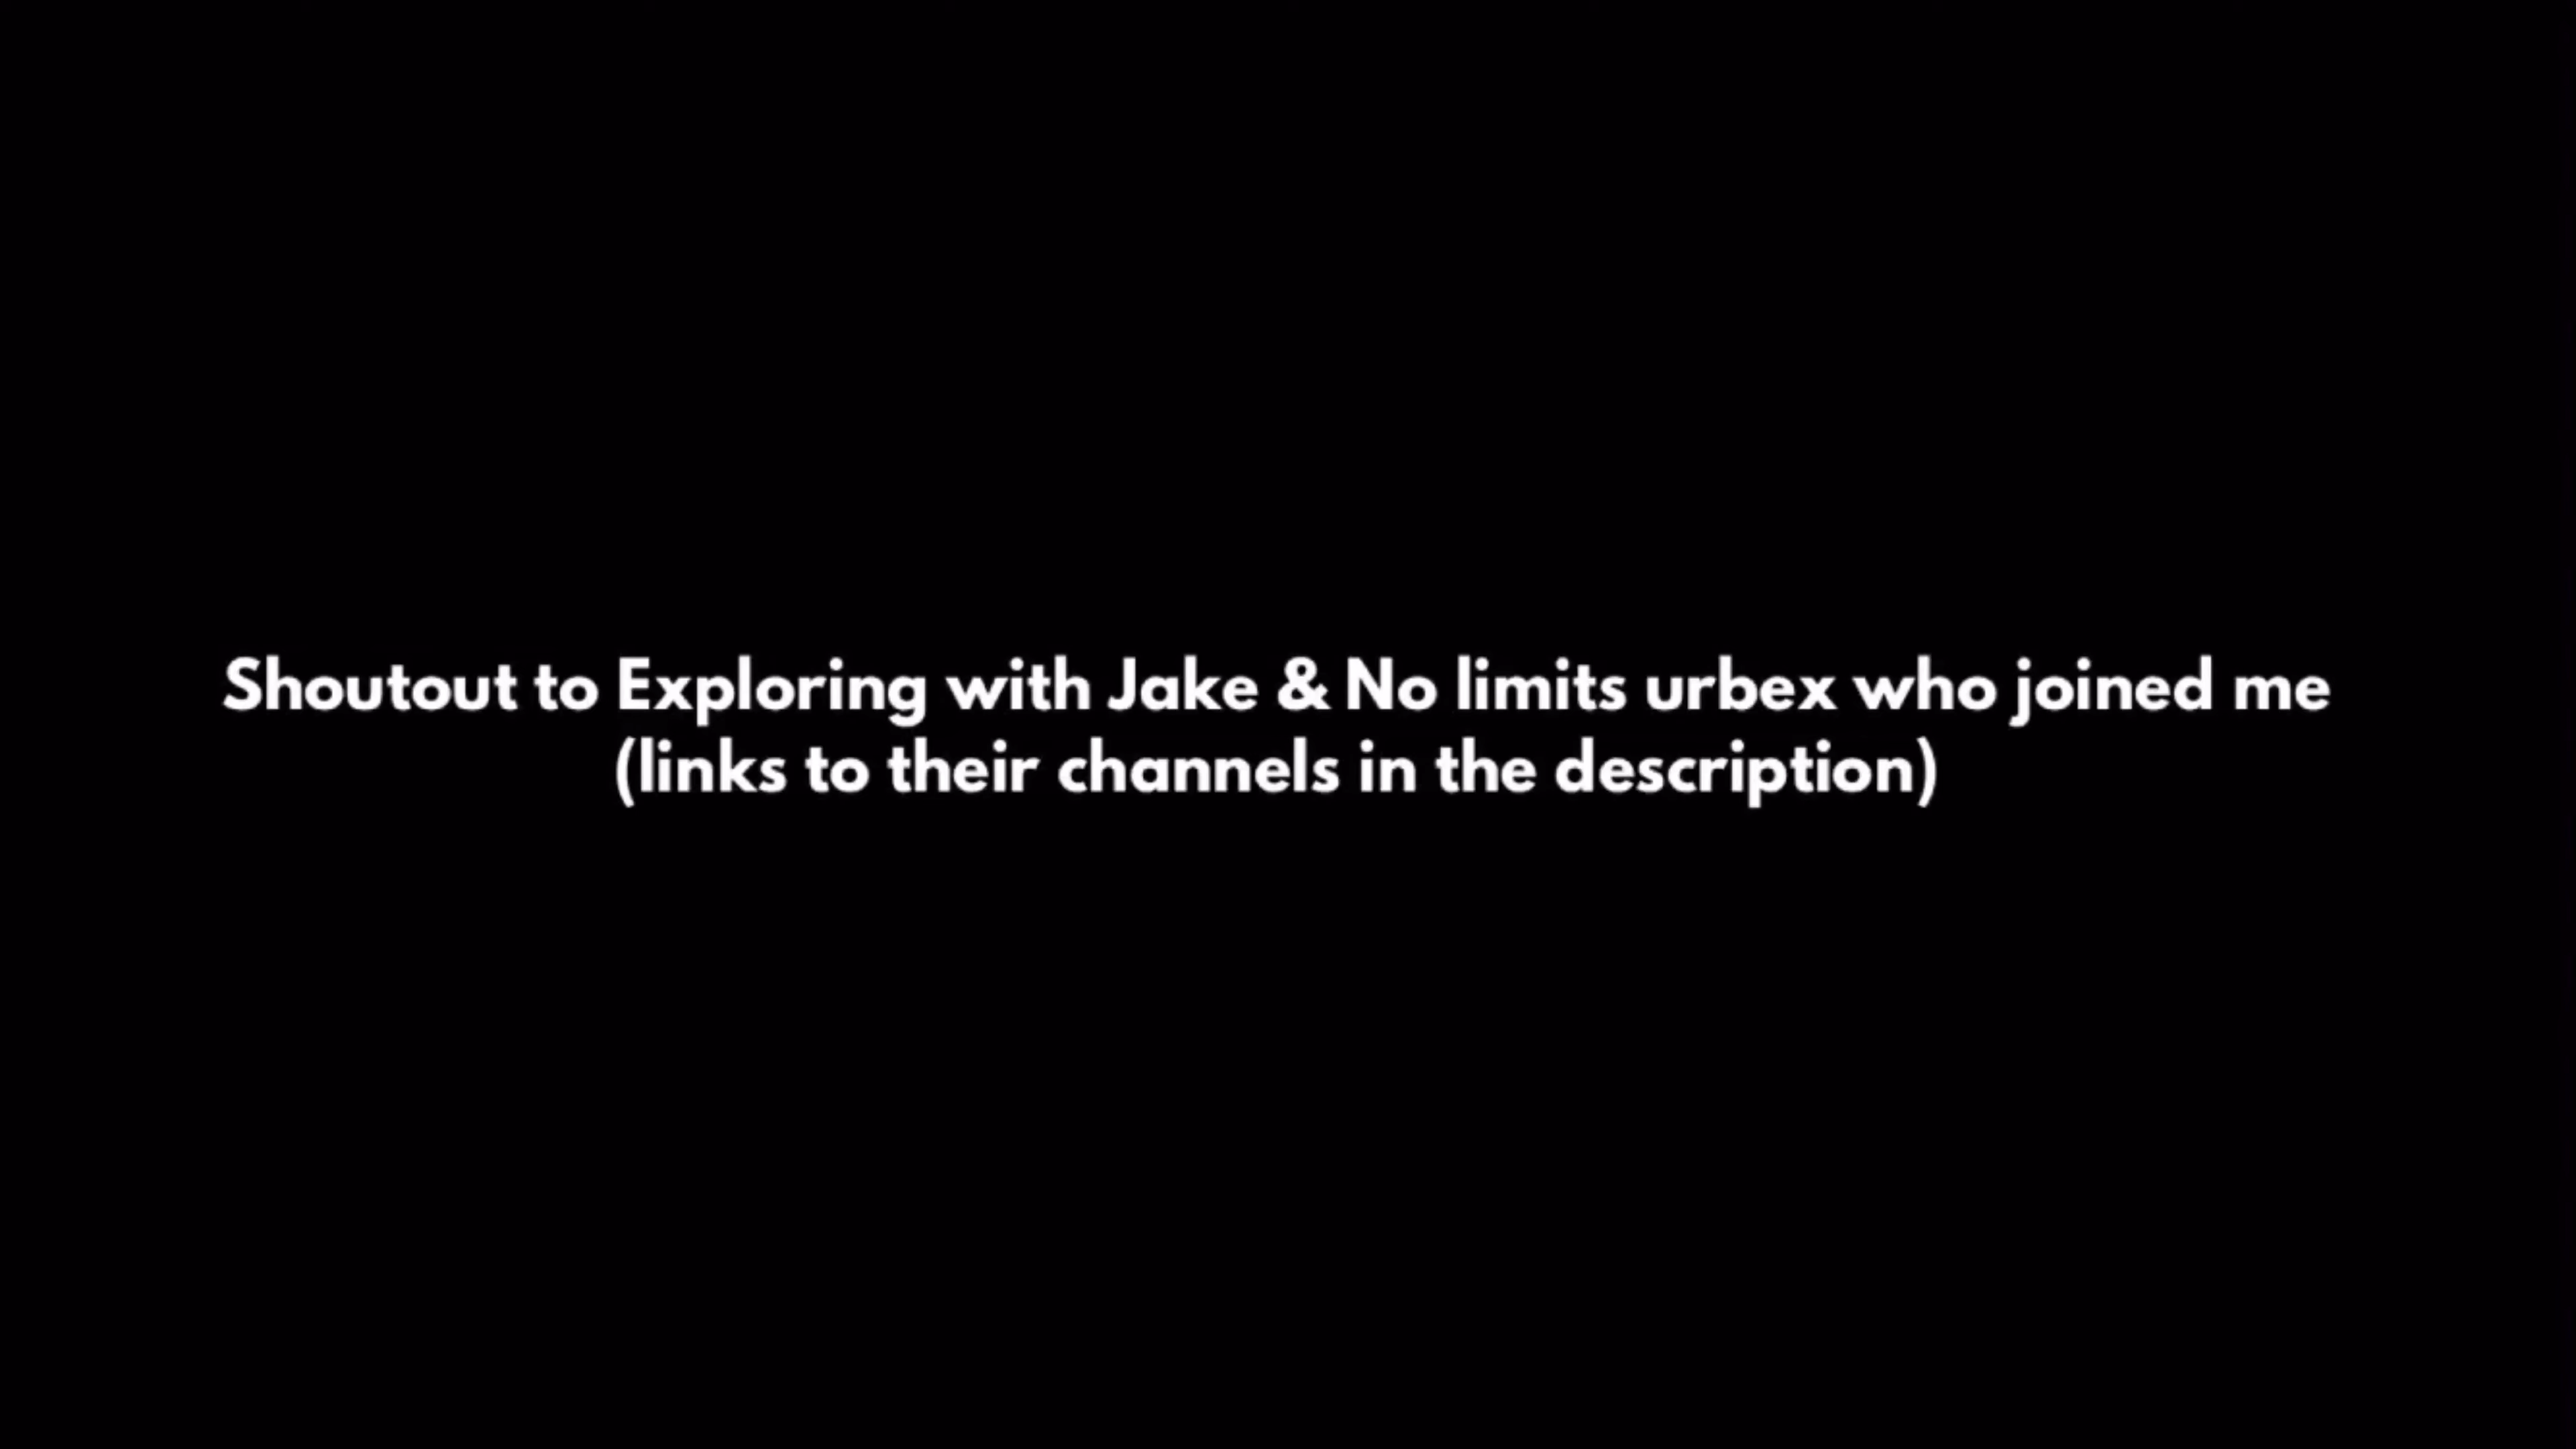 Shoutout to Exploring with Jake & No limits urbex who joined me
(links to their channels in the description)